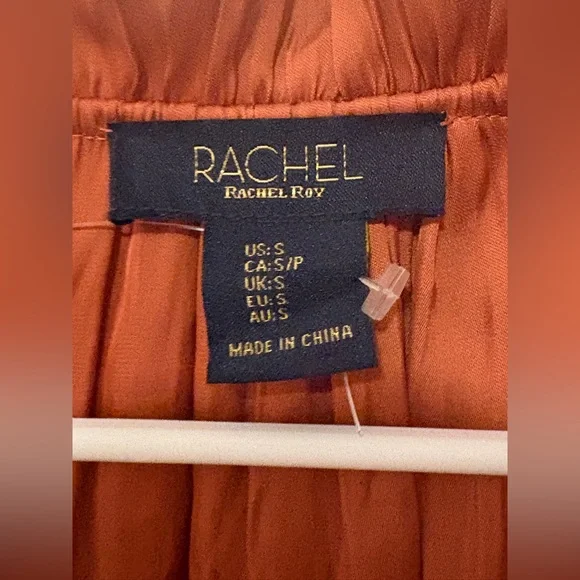 RACHEL
RACHEL ROY
US: S
CA: S/P
UK: S
EU: S
AU: S
MADE IN CHINA